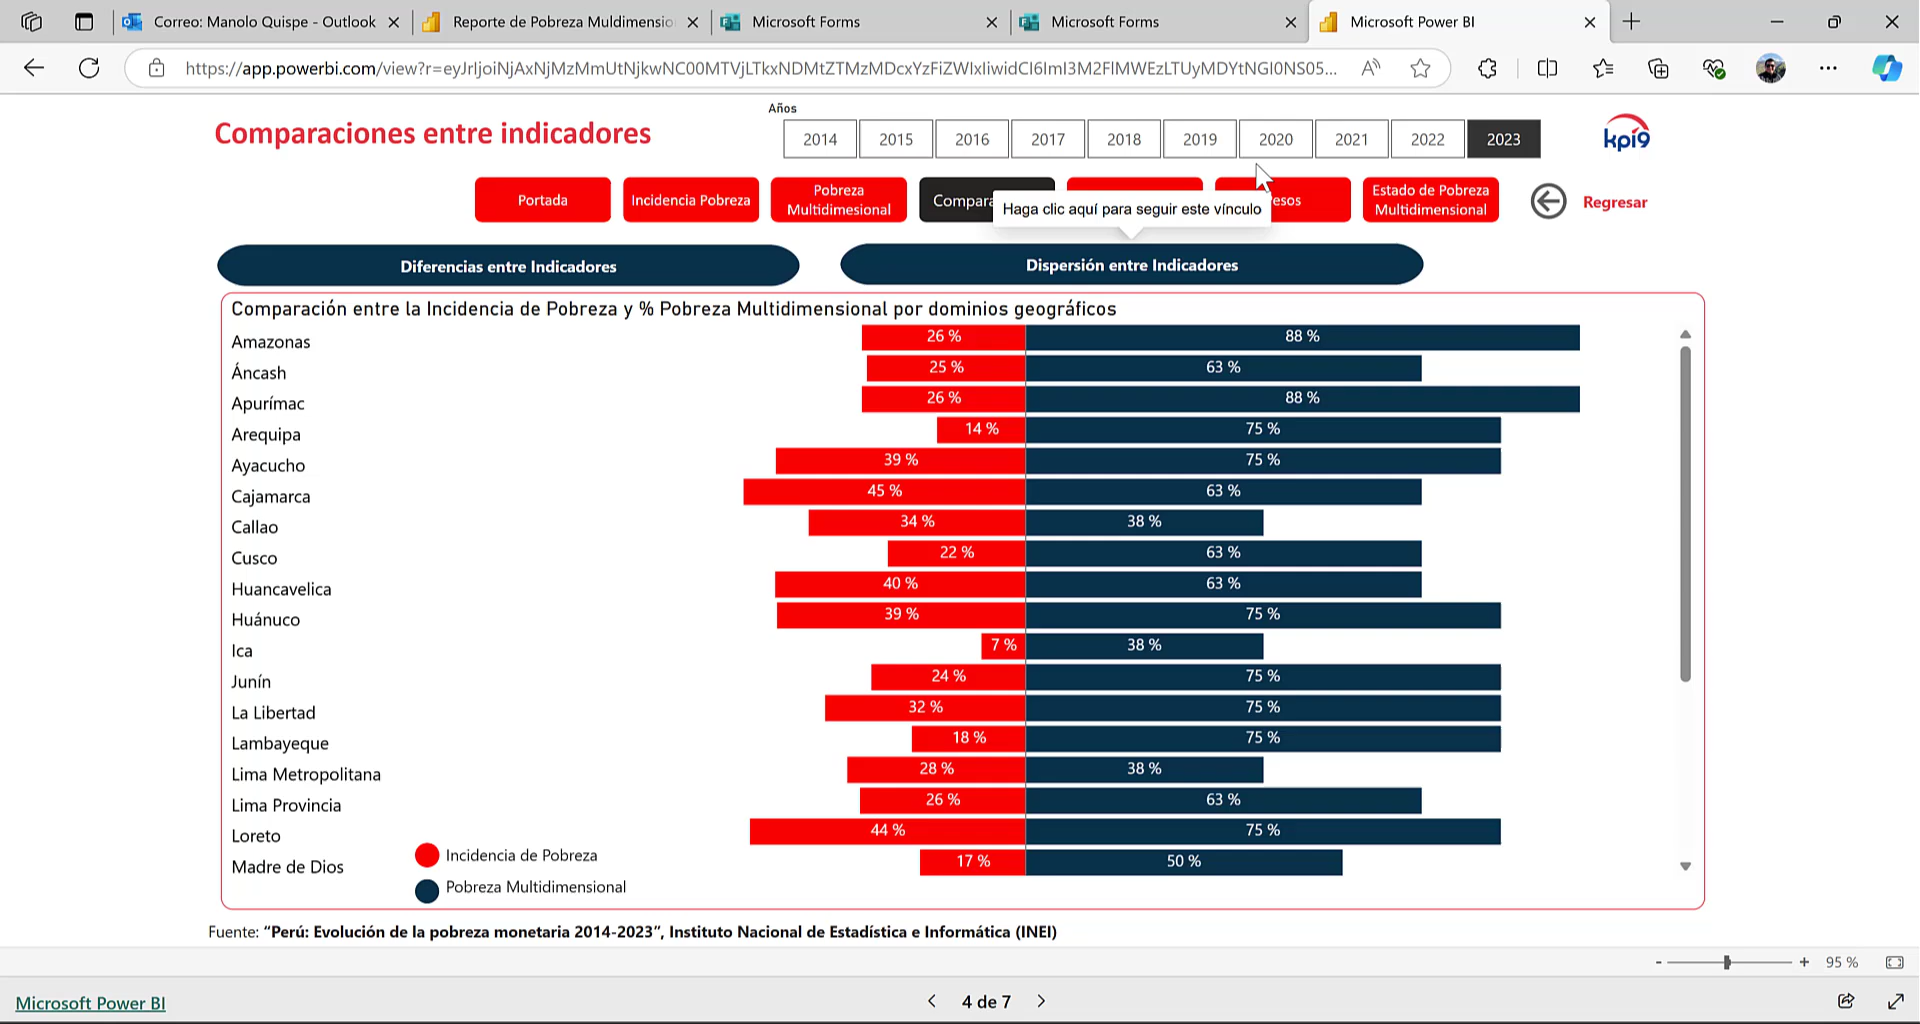 Correo: Manolo Quispe - Outlook
Reporte de Pobreza Muldimensio
Microsoft Forms
Microsoft Forms
Microsoft Power BI
Comparaciones entre indicadores
Años
2014
2015
2016
2017
2018
2019
2020
2021
2022
2023
kpi9
Portada
Incidencia Pobreza
Pobreza
Multidimesional
Compara
esos
Estado de Pobreza
Multidimensional
Regresar
Haga clic aquí para seguir este vínculo
Diferencias entre Indicadores
Dispersión entre Indicadores
Comparación entre la Incidencia de Pobreza y % Pobreza Multidimensional por dominios geográficos
Amazonas 26 % 88 %
Áncash 25 % 63 %
Apurímac 26 % 88 %
Arequipa 14 % 75 %
Ayacucho 39 % 75 %
Cajamarca 45 % 63 %
Callao 34 % 38 %
Cusco 22 % 63 %
Huancavelica 40 % 63 %
Huánuco 39 % 75 %
Ica 7 % 38 %
Junín 24 % 75 %
La Libertad 32 % 75 %
Lambayeque 18 % 75 %
Lima Metropolitana 28 % 38 %
Lima Provincia 26 % 63 %
Loreto 44 % 75 %
Madre de Dios 17 % 50 %
Incidencia de Pobreza
Pobreza Multidimensional
Fuente: “Perú: Evolución de la pobreza monetaria 2014-2023”, Instituto Nacional de Estadística e Informática (INEI)
- + 95 %
Microsoft Power BI
4 de 7